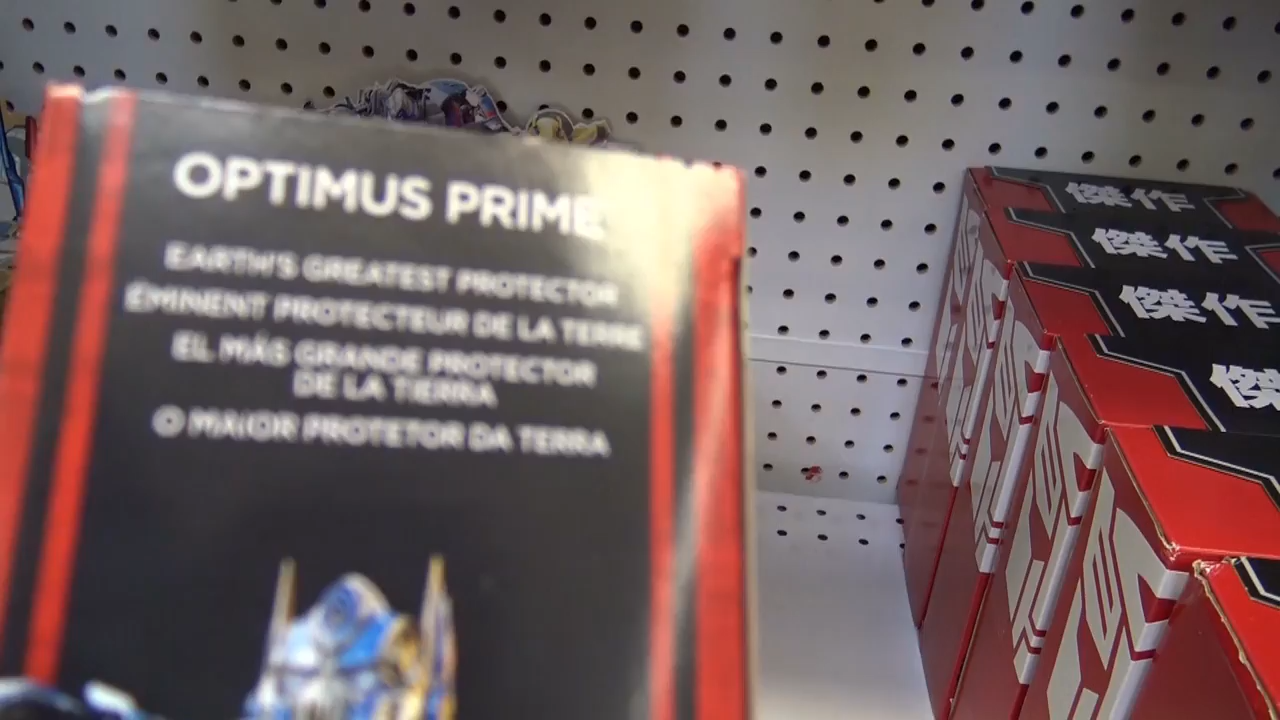 OPTIMUS PRIME
EARTH'S GREATEST PROTECTOR
ÉMINENT PROTECTEUR DE LA TERRE
EL MÁS GRANDE PROTECTOR
DE LA TIERRA
O MAIOR PROTETOR DA TERRA
傑作
傑作
傑作
傑作